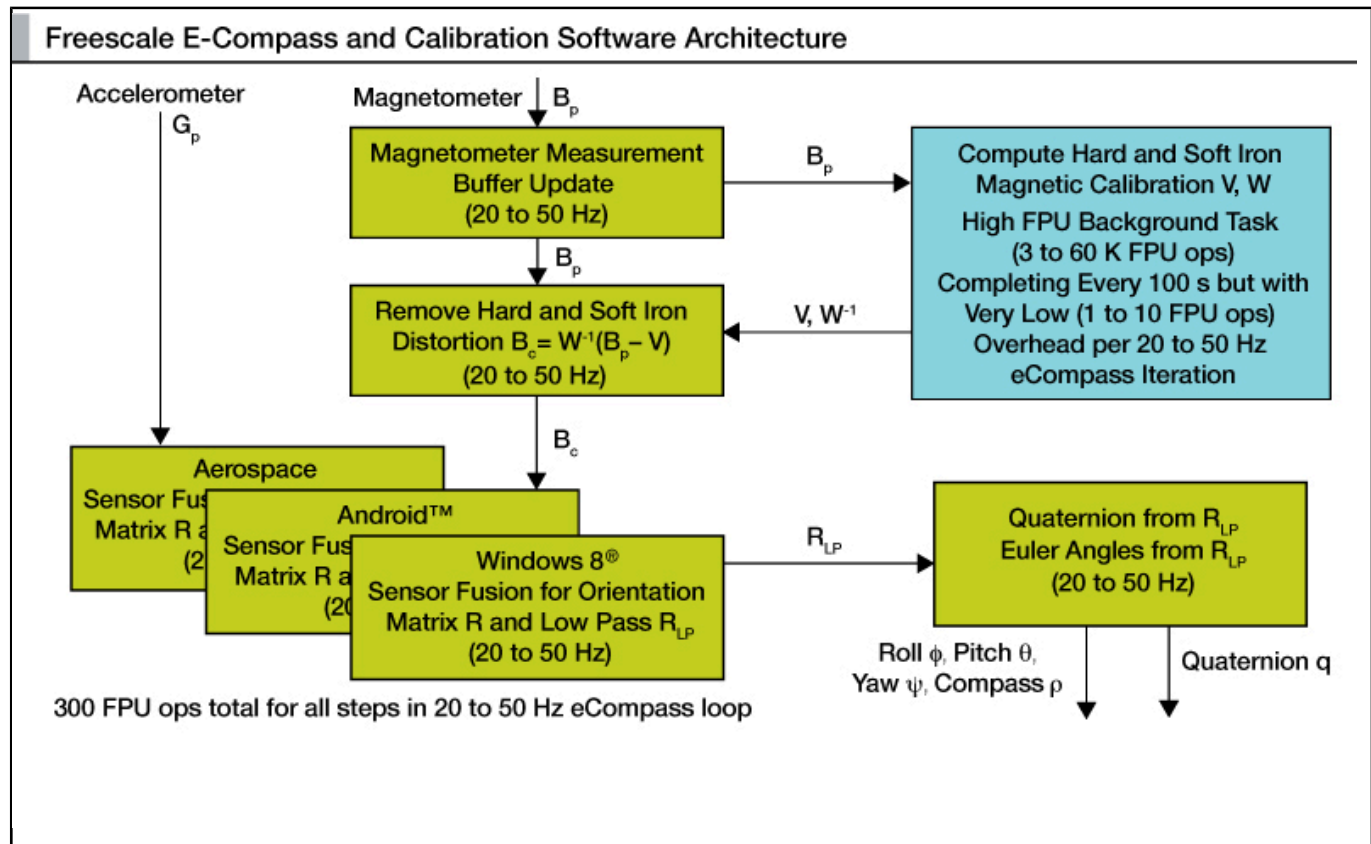 Freescale E-Compass and Calibration Software Architecture
Accelerometer
Gₚ
Magnetometer
Bₚ
Magnetometer Measurement
Buffer Update
(20 to 50 Hz)
Bₚ
Compute Hard and Soft Iron
Magnetic Calibration V, W
High FPU Background Task
(3 to 60 K FPU ops)
Completing Every 100 s but with
Very Low (1 to 10 FPU ops)
Overhead per 20 to 50 Hz
eCompass Iteration
Bₚ
Remove Hard and Soft Iron
Distortion B_c= W⁻¹(Bₚ– V)
(20 to 50 Hz)
V, W⁻¹
B_c
Aerospace
Sensor Fus
Matrix R a
(2
Android™
Sensor Fus
Matrix R a
(20
Windows 8®
Sensor Fusion for Orientation
Matrix R and Low Pass R_LP
(20 to 50 Hz)
R_LP
Quaternion from R_LP
Euler Angles from R_LP
(20 to 50 Hz)
Roll ϕ, Pitch θ,
Yaw ψ, Compass ρ
Quaternion q
300 FPU ops total for all steps in 20 to 50 Hz eCompass loop